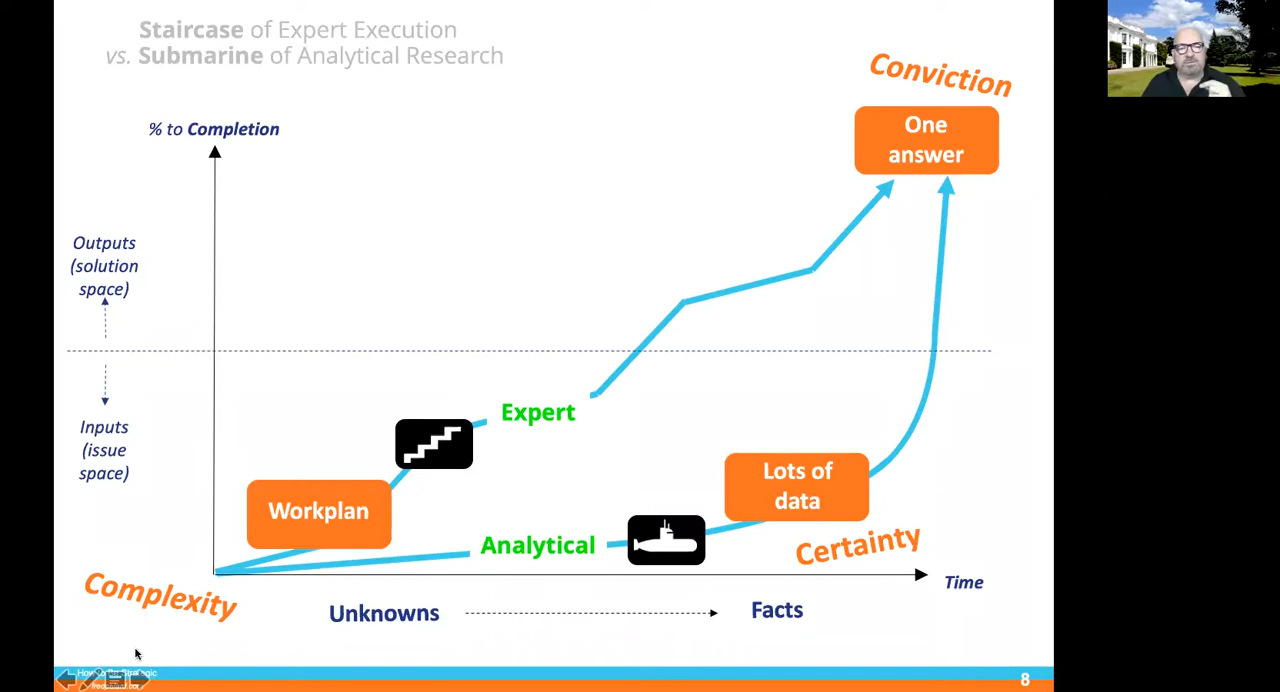 Staircase of Expert Execution
vs. Submarine of Analytical Research
Conviction
One
answer
% to Completion
Outputs
(solution
space)
Inputs
(issue
space)
Expert
Workplan
Lots of
data
Analytical
Certainty
Complexity
Time
Unknowns
Facts
8